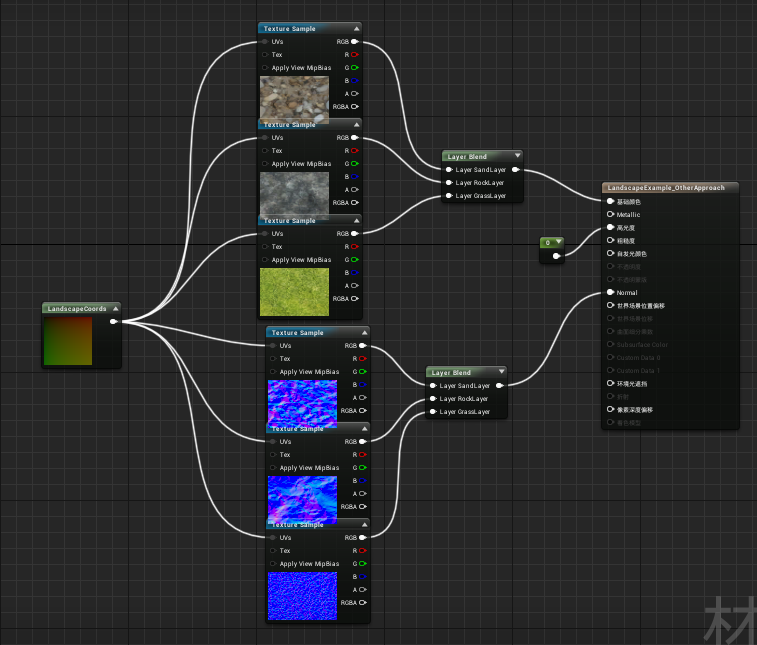 Texture Sample
UVs RGB
Tex R
Apply View MipBias G
B
A
RGBA
Texture Sample
UVs RGB
Tex R
Apply View MipBias G
B
A
RGBA
Texture Sample
UVs RGB
Tex R
Apply View MipBias G
B
A
RGBA
Layer Blend
Layer SandLayer
Layer RockLayer
Layer GrassLayer
0
LandscapeExample_OtherApproach
基础颜色
Metallic
高光度
粗糙度
自发光颜色
不透明度
不透明蒙版
Normal
世界场景位置偏移
世界场景位移
Subsurface Color
Custom Data 0
Custom Data 1
环境光遮挡
折射
像素深度偏移
着色模型
LandscapeCoords
Texture Sample
UVs RGB
Tex R
Apply View MipBias G
B
A
RGBA
Texture Sample
UVs RGB
Tex R
Apply View MipBias G
B
A
RGBA
Texture Sample
UVs RGB
Tex R
Apply View MipBias G
B
A
RGBA
Layer Blend
Layer SandLayer
Layer RockLayer
Layer GrassLayer
材